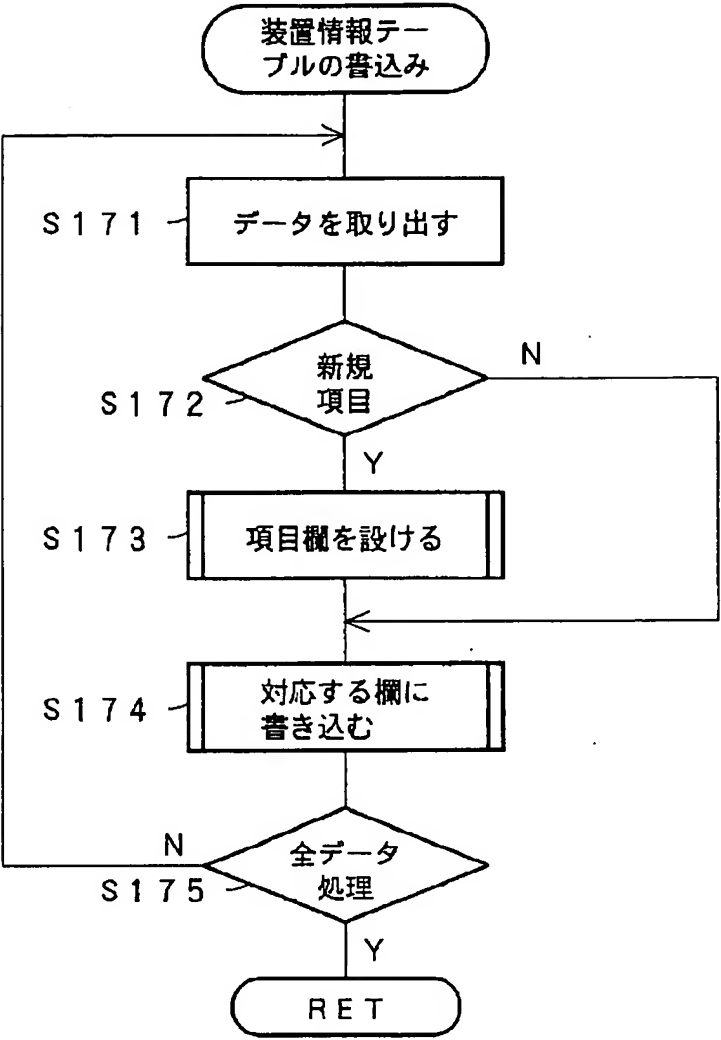 装置情報テー
ブルの書込み
S171
データを取り出す
新規
項目
N
S172
Y
S173
項目欄を設ける
S174
対応する欄に
書き込む
N
全データ
処理
S175
Y
RET